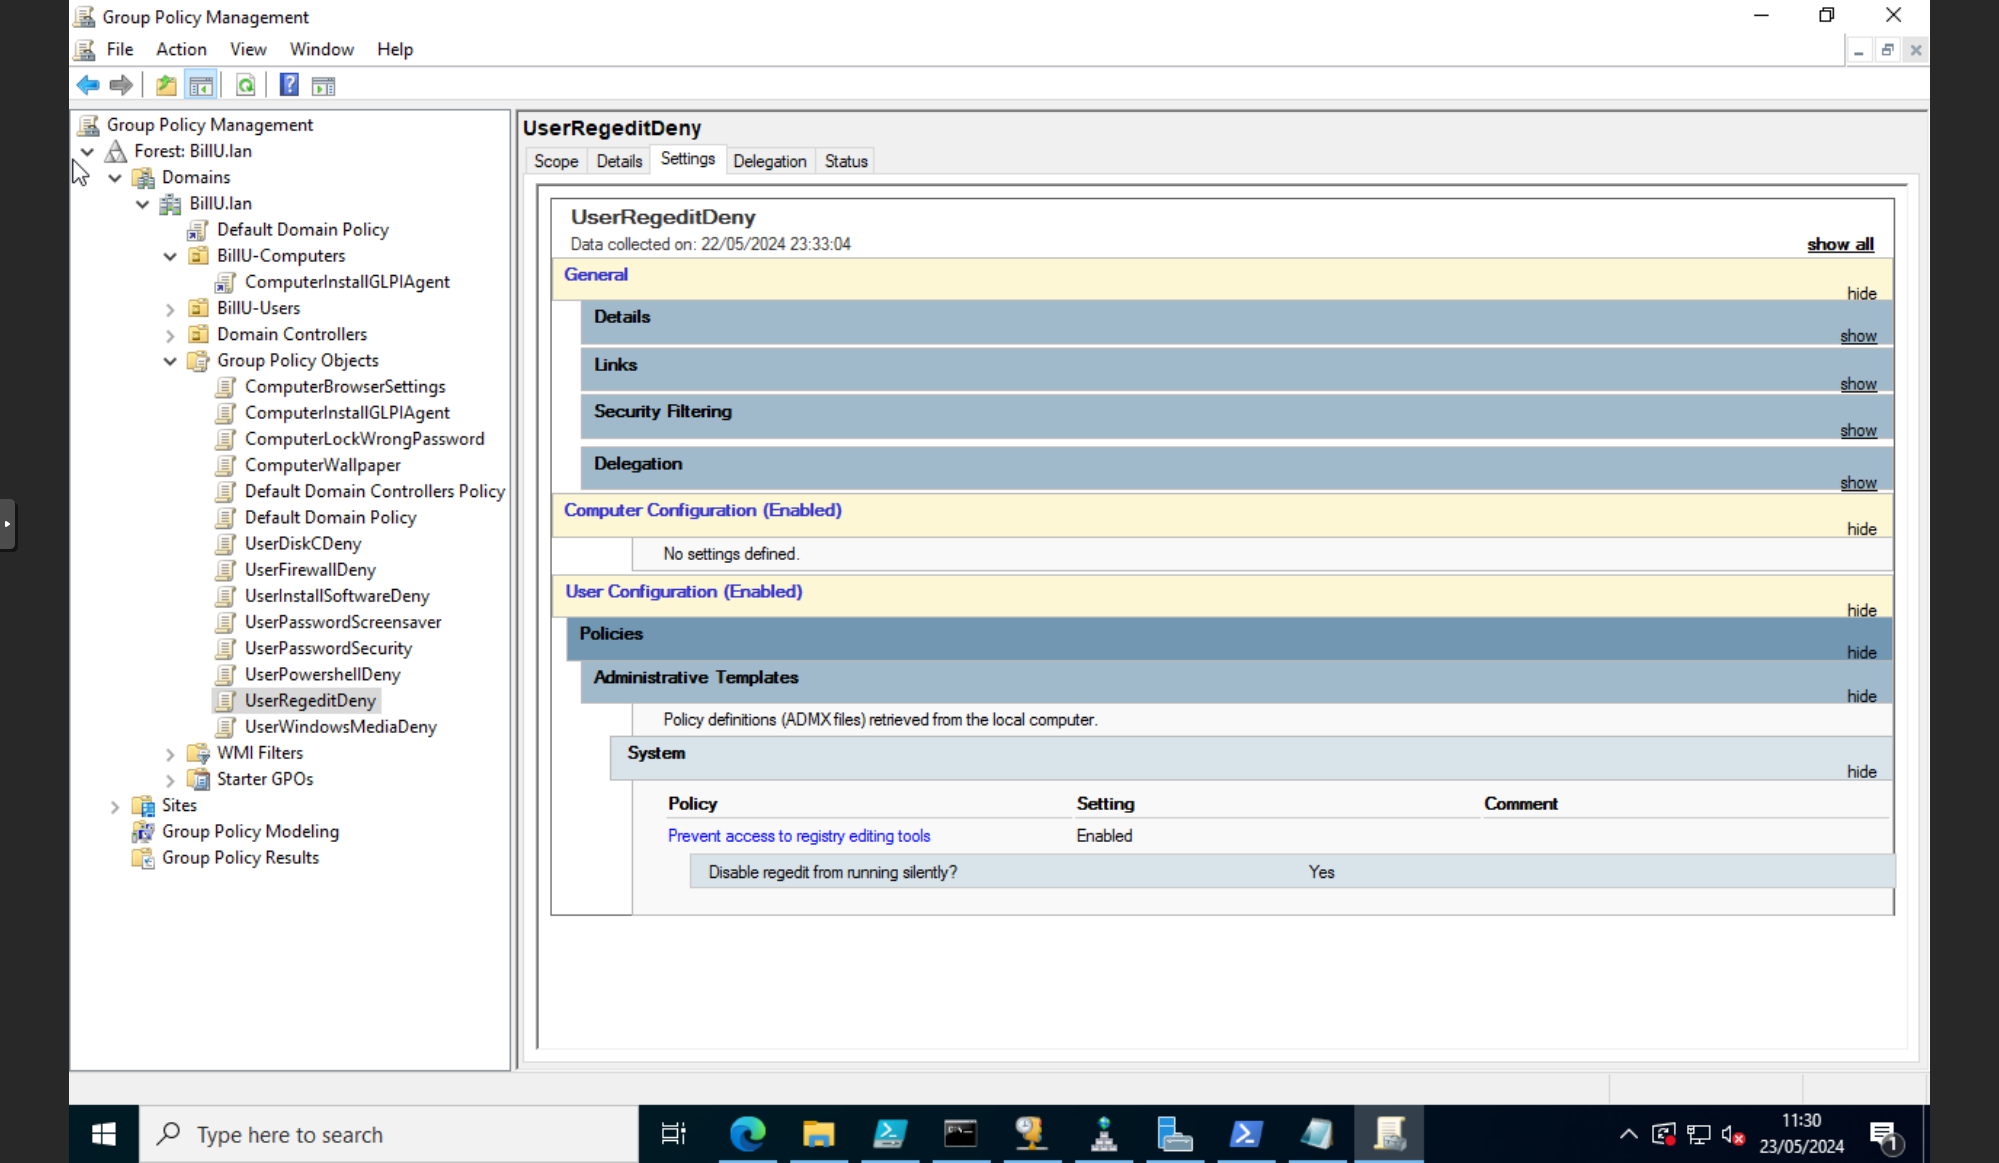 Group Policy Management
File Action View Window Help
Group Policy Management
Forest: BillU.lan
Domains
BillU.lan
Default Domain Policy
BillU-Computers
ComputerInstallGLPIAgent
BillU-Users
Domain Controllers
Group Policy Objects
ComputerBrowserSettings
ComputerInstallGLPIAgent
ComputerLockWrongPassword
ComputerWallpaper
Default Domain Controllers Policy
Default Domain Policy
UserDiskCDeny
UserFirewallDeny
UserInstallSoftwareDeny
UserPasswordScreensaver
UserPasswordSecurity
UserPowershellDeny
UserRegeditDeny
UserWindowsMediaDeny
WMI Filters
Starter GPOs
Sites
Group Policy Modeling
Group Policy Results
UserRegeditDeny
Scope Details Settings Delegation Status
UserRegeditDeny
Data collected on: 22/05/2024 23:33:04
show all
General
hide
Details
show
Links
show
Security Filtering
show
Delegation
show
Computer Configuration (Enabled)
hide
No settings defined.
User Configuration (Enabled)
hide
Policies
hide
Administrative Templates
hide
Policy definitions (ADMX files) retrieved from the local computer.
System
hide
Policy Setting Comment
Prevent access to registry editing tools Enabled
Disable regedit from running silently? Yes
Type here to search
11:30
23/05/2024
1